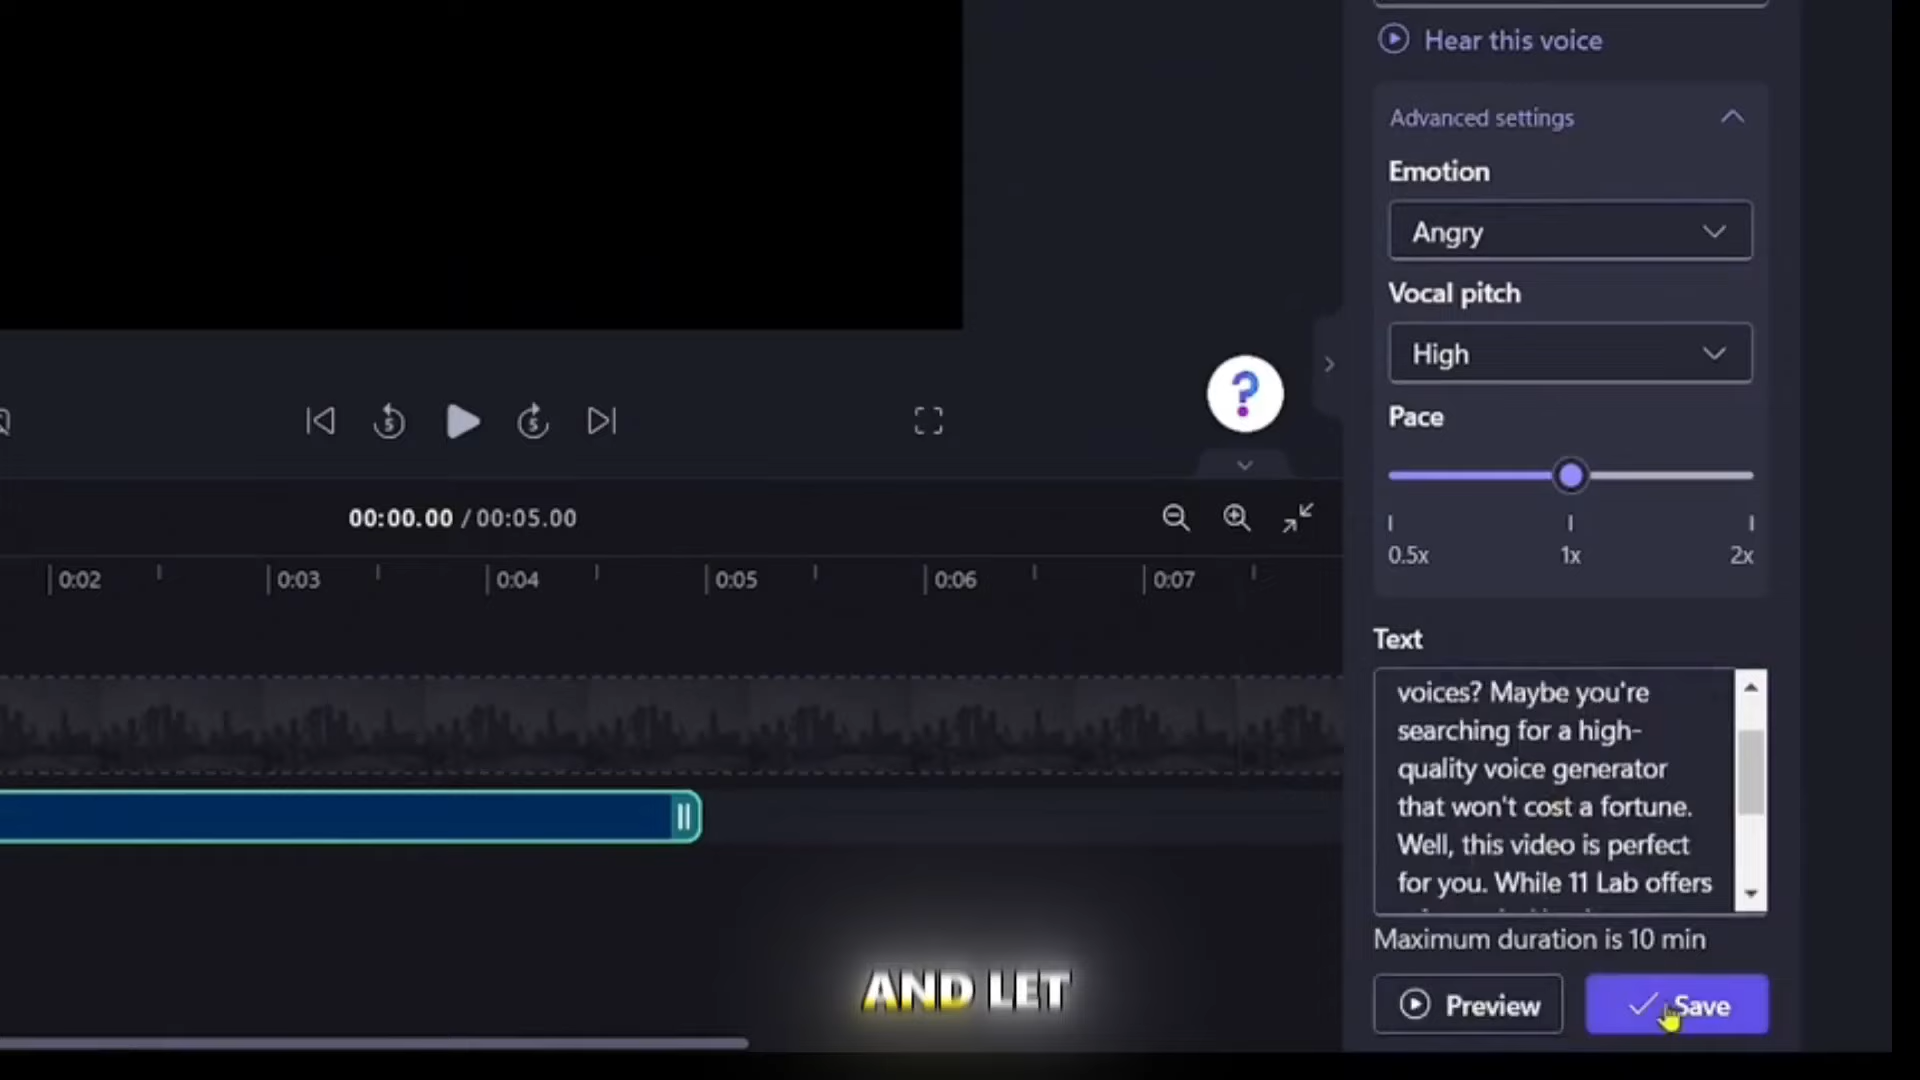 Hear this voice
Advanced settings
Emotion
Angry
Vocal pitch
High
Pace
0.5x 1x 2x
5 5
?
00:00.00 / 00:05.00
0:02 0:03 0:04 0:05 0:06 0:07
Text
voices? Maybe you're
searching for a high-
quality voice generator
that won't cost a fortune.
Well, this video is perfect
for you. While 11 Lab offers
Maximum duration is 10 min
Preview
Save
AND LET